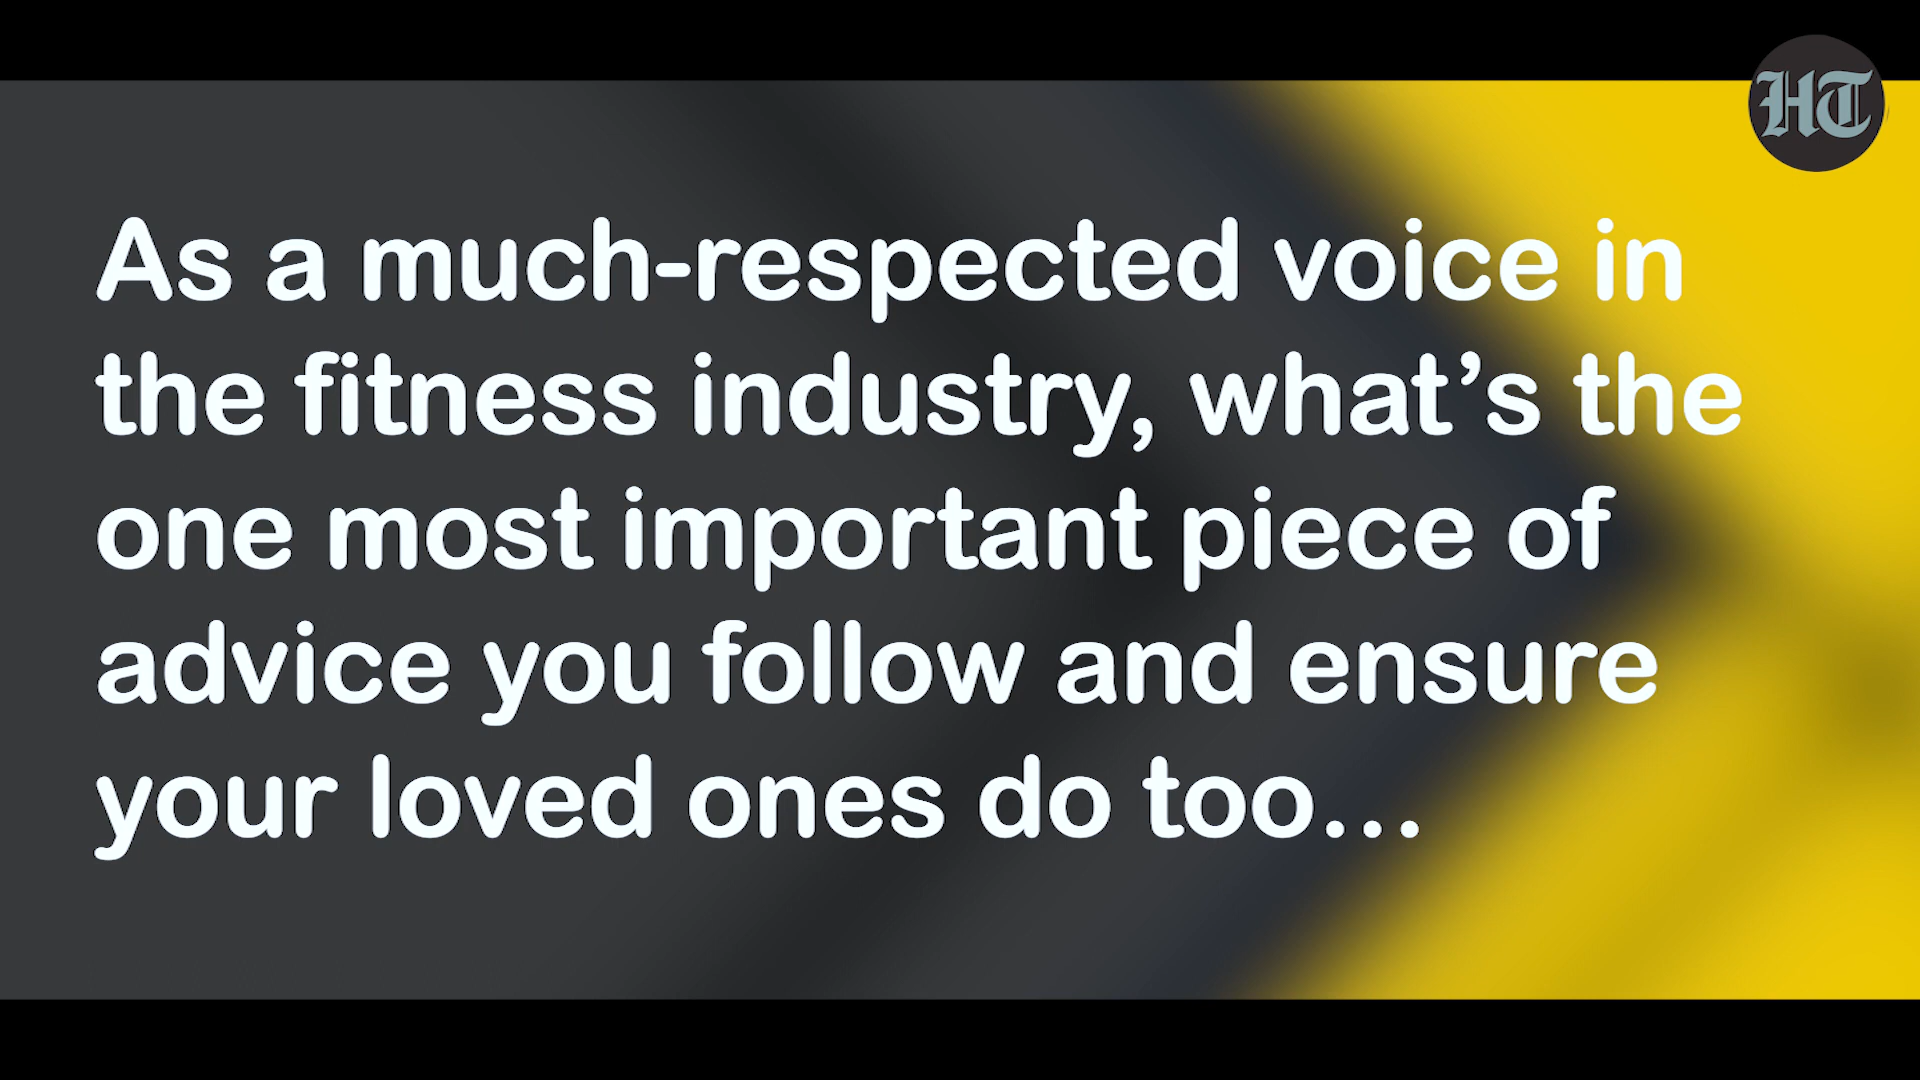 HT
As a much-respected voice in
the fitness industry, what’s the
one most important piece of
advice you follow and ensure
your loved ones do too...